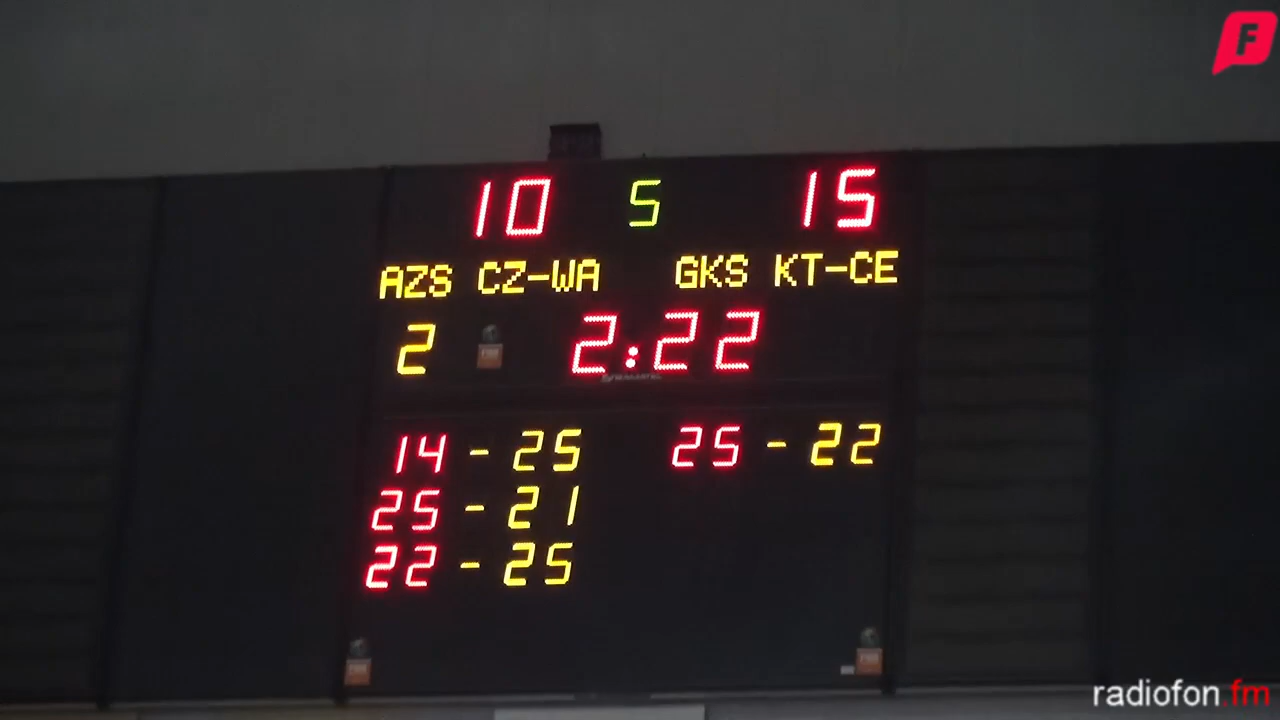 F
10 5 15
AZS CZ-WA GKS KT-CE
2 2:22
14 - 25 25 - 22
25 - 21
22 - 25
radiofon.fm